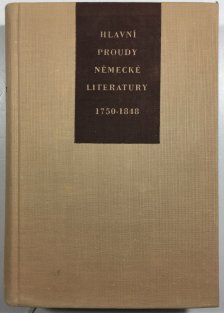 HLAVNÍ
PROUDY
NĚMECKÉ
LITERATURY
1750-1848